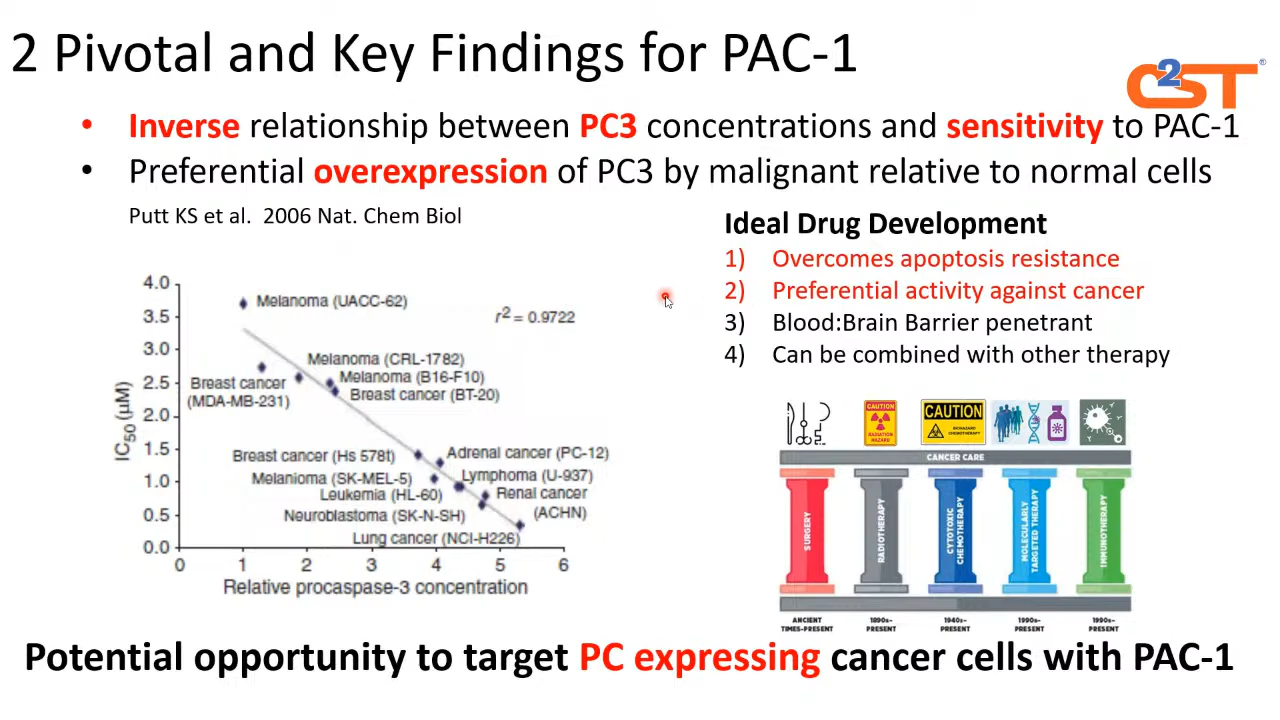 2 Pivotal and Key Findings for PAC-1
C2ST®
• Inverse relationship between PC3 concentrations and sensitivity to PAC-1
• Preferential overexpression of PC3 by malignant relative to normal cells
Putt KS et al. 2006 Nat. Chem Biol
Ideal Drug Development
1) Overcomes apoptosis resistance
2) Preferential activity against cancer
3) Blood:Brain Barrier penetrant
4) Can be combined with other therapy
IC50 (µM)
4.0
3.5
3.0
2.5
2.0
1.5
1.0
0.5
0.0
Melanoma (UACC-62)
r2 = 0.9722
Melanoma (CRL-1782)
Melanoma (B16-F10)
Breast cancer
(MDA-MB-231)
Breast cancer (BT-20)
Breast cancer (Hs 578t)
Adrenal cancer (PC-12)
Melanioma (SK-MEL-5)
Lymphoma (U-937)
Leukemia (HL-60)
Renal cancer
(ACHN)
Neuroblastoma (SK-N-SH)
Lung cancer (NCI-H226)
0 1 2 3 4 5 6
Relative procaspase-3 concentration
CAUTION
RADIATION
HAZARD
CAUTION
BIOHAZARD
CHEMOTHERAPY
CANCER CARE
SURGERY
RADIOTHERAPY
CYTOTOXIC
CHEMOTHERAPY
MOLECULARLY
TARGETED THERAPY
IMMUNOTHERAPY
ANCIENT
TIMES-PRESENT
1890s-
PRESENT
1940s-
PRESENT
1990s-
PRESENT
1990s-
PRESENT
Potential opportunity to target PC expressing cancer cells with PAC-1